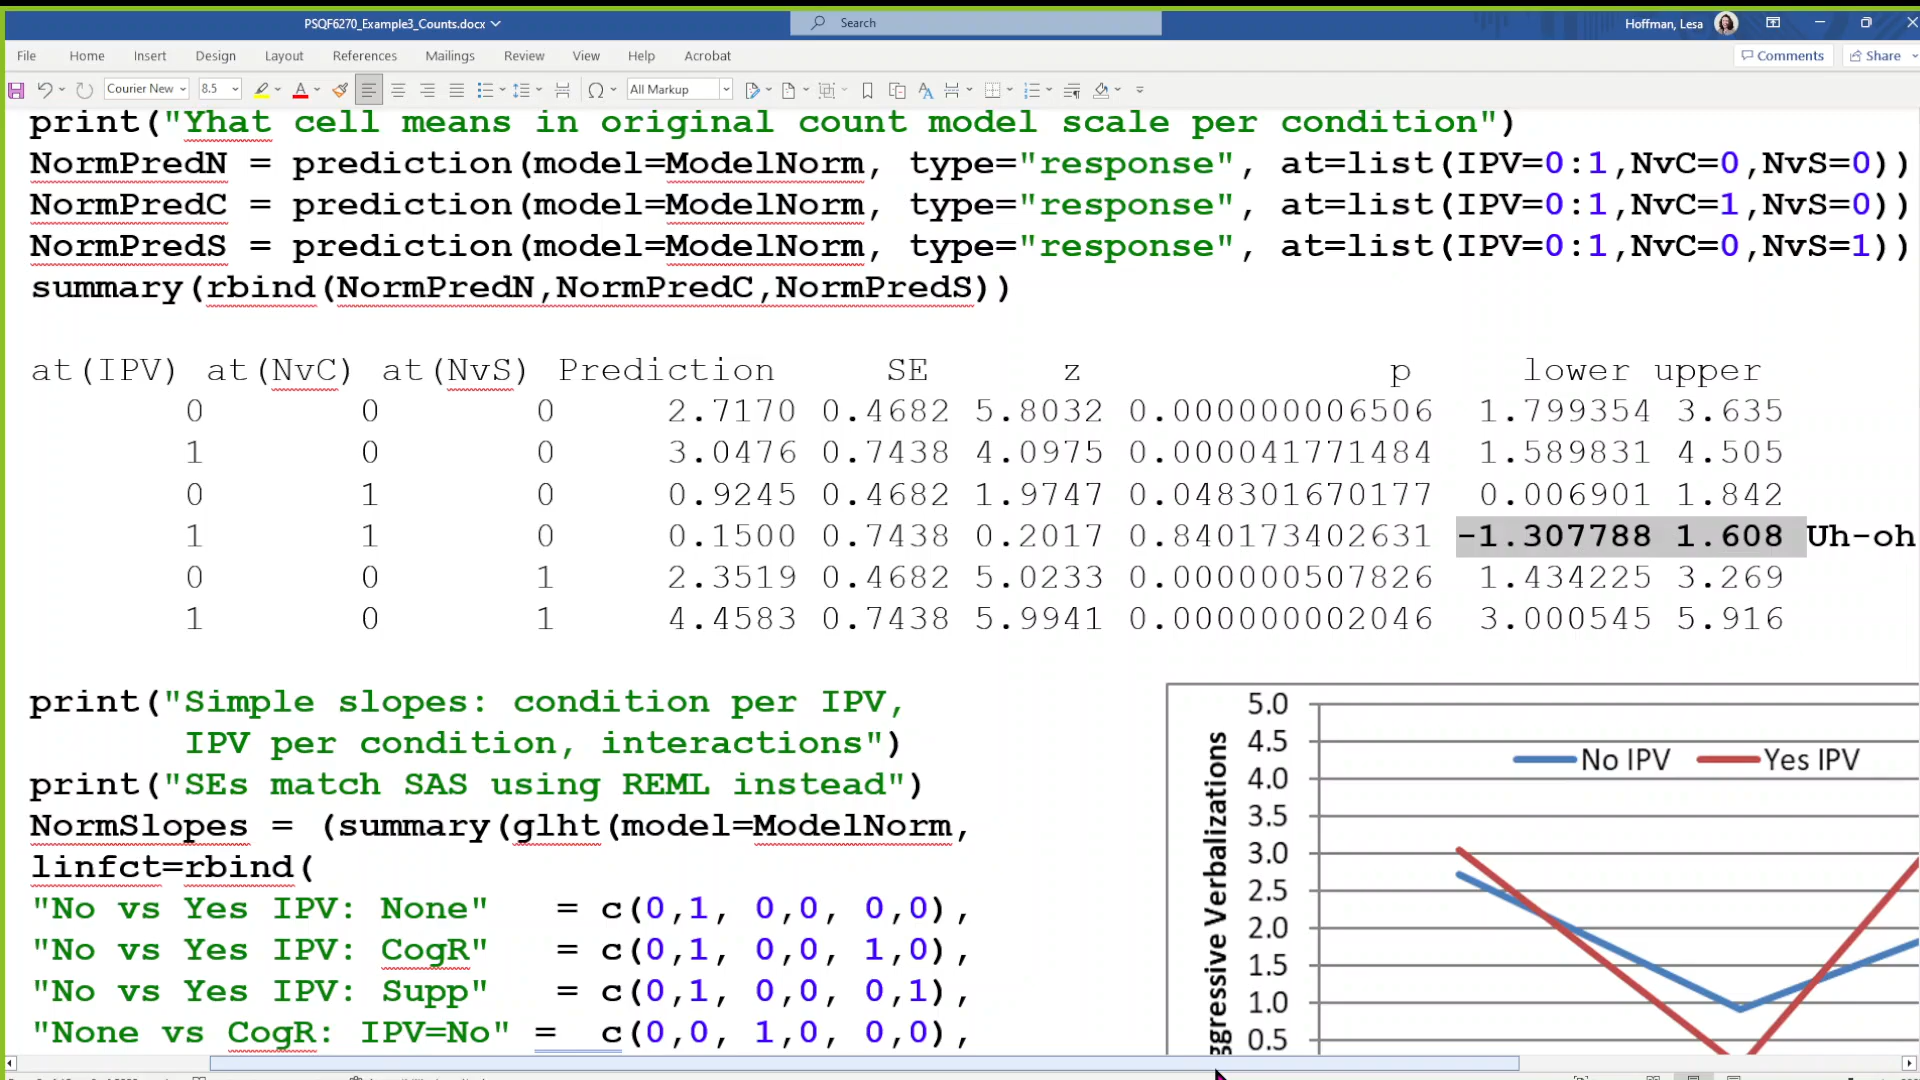 PSQF6270_Example3_Counts.docx
Search
Hoffman, Lesa
File Home Insert Design Layout References Mailings Review View Help Acrobat
Comments Share
Courier New 8.5 All Markup
print("Yhat cell means in original count model scale per condition")
NormPredN = prediction(model=ModelNorm, type="response", at=list(IPV=0:1,NvC=0,NvS=0))
NormPredC = prediction(model=ModelNorm, type="response", at=list(IPV=0:1,NvC=1,NvS=0))
NormPredS = prediction(model=ModelNorm, type="response", at=list(IPV=0:1,NvC=0,NvS=1))
summary(rbind(NormPredN,NormPredC,NormPredS))
at(IPV) at(NvC) at(NvS) Prediction SE z p lower upper
0 0 0 2.7170 0.4682 5.8032 0.000000006506 1.799354 3.635
1 0 0 3.0476 0.7438 4.0975 0.000041771484 1.589831 4.505
0 1 0 0.9245 0.4682 1.9747 0.048301670177 0.006901 1.842
1 1 0 0.1500 0.7438 0.2017 0.840173402631 -1.307788 1.608 Uh-oh
0 0 1 2.3519 0.4682 5.0233 0.000000507826 1.434225 3.269
1 0 1 4.4583 0.7438 5.9941 0.000000002046 3.000545 5.916
print("Simple slopes: condition per IPV,
IPV per condition, interactions")
print("SEs match SAS using REML instead")
NormSlopes = (summary(glht(model=ModelNorm,
linfct=rbind(
"No vs Yes IPV: None" = c(0,1, 0,0, 0,0),
"No vs Yes IPV: CogR" = c(0,1, 0,0, 1,0),
"No vs Yes IPV: Supp" = c(0,1, 0,0, 0,1),
"None vs CogR: IPV=No" = c(0,0, 1,0, 0,0),
5.0
4.5
4.0
3.5
3.0
2.5
2.0
1.5
1.0
0.5
No IPV Yes IPV
ggressive Verbalizations